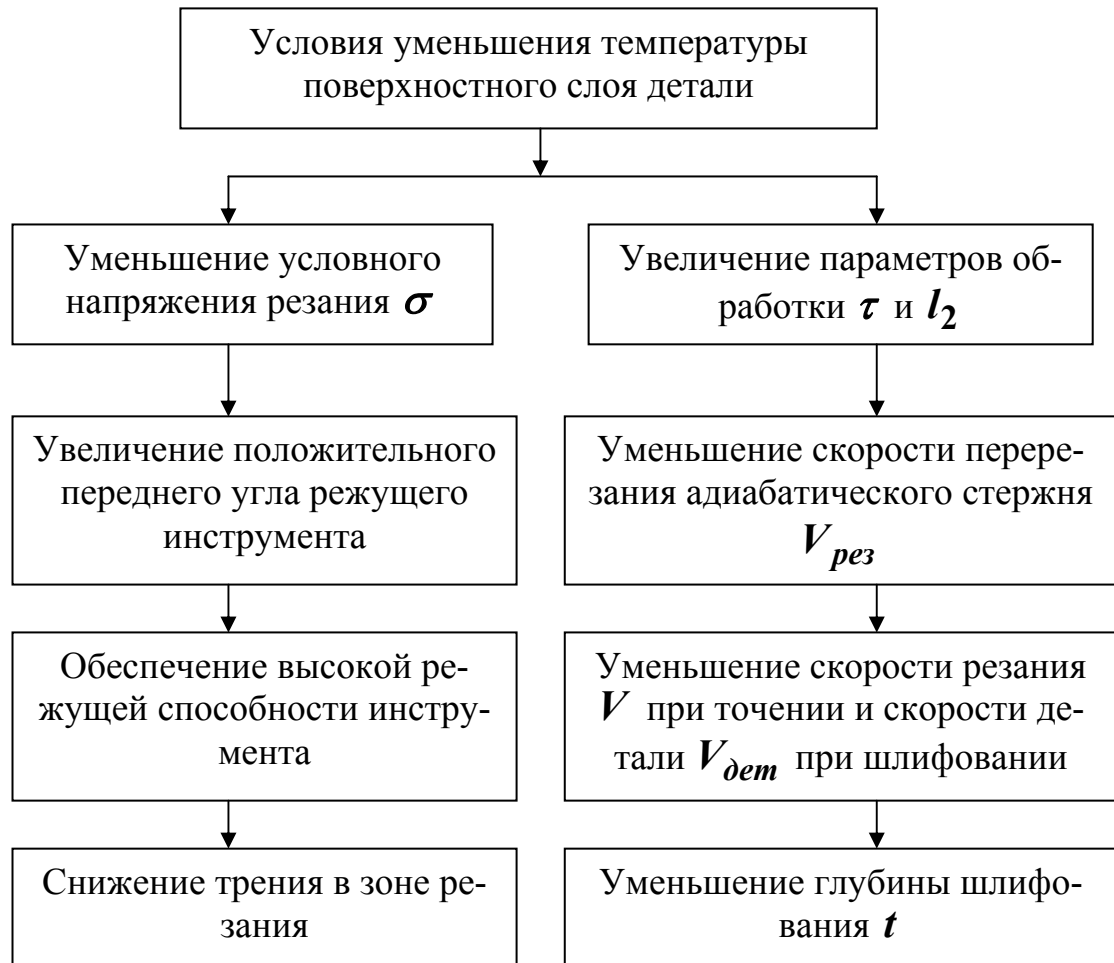 Условия уменьшения температуры
поверхностного слоя детали
Уменьшение условного
напряжения резания σ
Увеличение параметров об-
работки τ и l₂
Увеличение положительного
переднего угла режущего
инструмента
Уменьшение скорости перере-
зания адиабатического стержня
V_рез
Обеспечение высокой ре-
жущей способности инстру-
мента
Уменьшение скорости резания
V при точении и скорости де-
тали V_дет при шлифовании
Снижение трения в зоне ре-
зания
Уменьшение глубины шлифо-
вания t